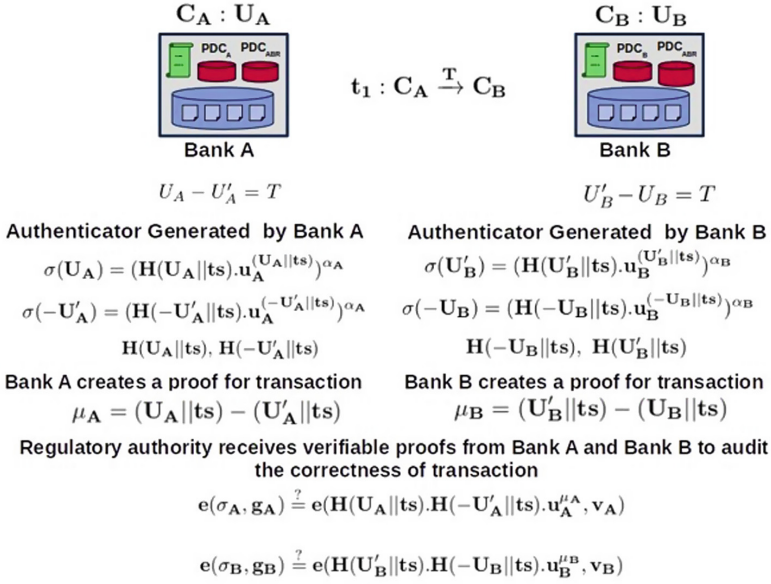 C_A : U_A
C_B : U_B
PDC_A PDC_ABR
PDC_B PDC_ABR
t_1 : C_A →^T C_B
Bank A
Bank B
U_A − U′_A = T
U′_B − U_B = T
Authenticator Generated by Bank A
σ(U_A) = (H(U_A||ts).u_A^(U_A||ts))^α_A
σ(−U′_A) = (H(−U′_A||ts).u_A^(−U′_A||ts))^α_A
H(U_A||ts), H(−U′_A||ts)
Bank A creates a proof for transaction
μ_A = (U_A||ts) − (U′_A||ts)
Authenticator Generated by Bank B
σ(U′_B) = (H(U′_B||ts).u_B^(U′_B||ts))^α_B
σ(−U_B) = (H(−U_B||ts).u_B^(−U_B||ts))^α_B
H(−U_B||ts), H(U′_B||ts)
Bank B creates a proof for transaction
μ_B = (U′_B||ts) − (U_B||ts)
Regulatory authority receives verifiable proofs from Bank A and Bank B to audit
the correctness of transaction
e(σ_A, g_A) ≟ e(H(U_A||ts).H(−U′_A||ts).u_A^μ_A, v_A)
e(σ_B, g_B) ≟ e(H(U′_B||ts).H(−U_B||ts).u_B^μ_B, v_B)